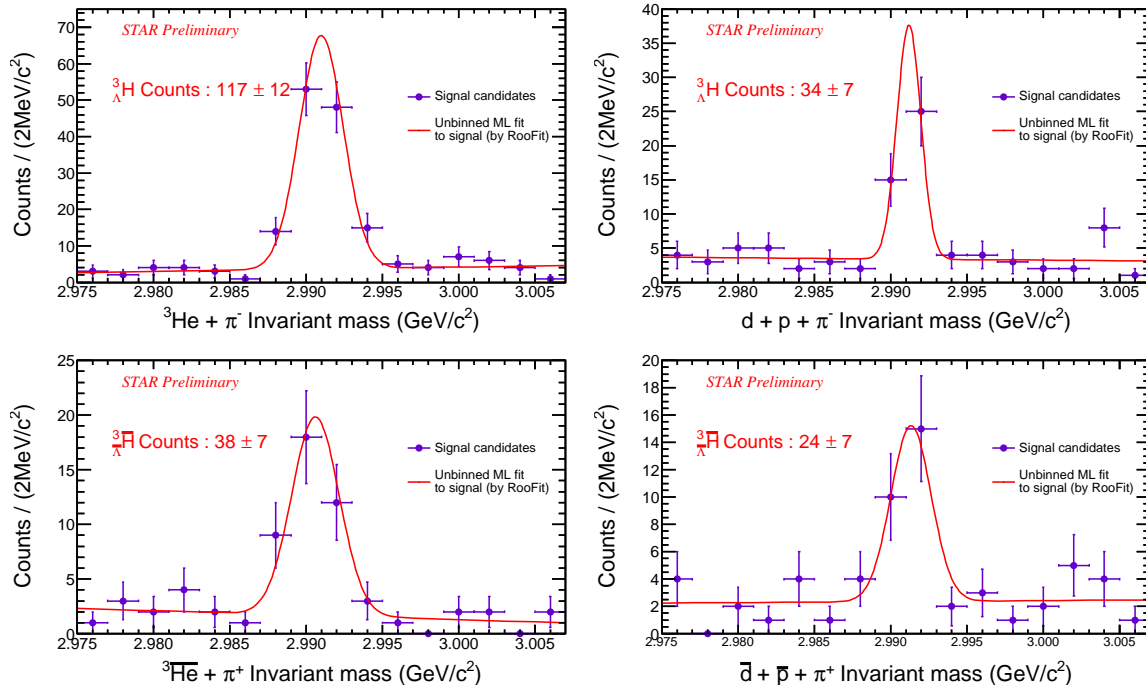 STAR Preliminary
³_ΛH Counts : 117 ± 12
Signal candidates
Unbinned ML fit
to signal (by RooFit)
Counts / (2MeV/c²)
70
60
50
40
30
20
10
0
2.975 2.980 2.985 2.990 2.995 3.000 3.005
³He + π⁻ Invariant mass (GeV/c²)
STAR Preliminary
³_ΛH Counts : 34 ± 7
Signal candidates
Unbinned ML fit
to signal (by RooFit)
Counts / (2MeV/c²)
40
35
30
25
20
15
10
5
0
2.975 2.980 2.985 2.990 2.995 3.000 3.005
d + p + π⁻ Invariant mass (GeV/c²)
STAR Preliminary
³_Λ̅H̅ Counts : 38 ± 7
Signal candidates
Unbinned ML fit
to signal (by RooFit)
Counts / (2MeV/c²)
25
20
15
10
5
0
2.975 2.980 2.985 2.990 2.995 3.000 3.005
³H̅e̅ + π⁺ Invariant mass (GeV/c²)
STAR Preliminary
³_Λ̅H̅ Counts : 24 ± 7
Signal candidates
Unbinned ML fit
to signal (by RooFit)
Counts / (2MeV/c²)
20
18
16
14
12
10
8
6
4
2
0
2.975 2.980 2.985 2.990 2.995 3.000 3.005
d̅ + p̅ + π⁺ Invariant mass (GeV/c²)